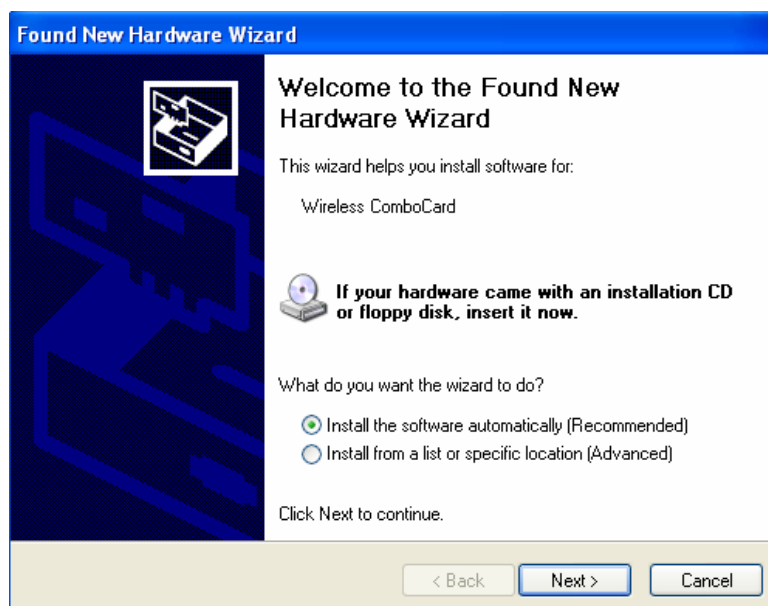 Found New Hardware Wizard
Welcome to the Found New
Hardware Wizard
This wizard helps you install software for:
Wireless ComboCard
If your hardware came with an installation CD
or floppy disk, insert it now.
What do you want the wizard to do?
Install the software automatically (Recommended)
Install from a list or specific location (Advanced)
Click Next to continue.
< Back Next > Cancel